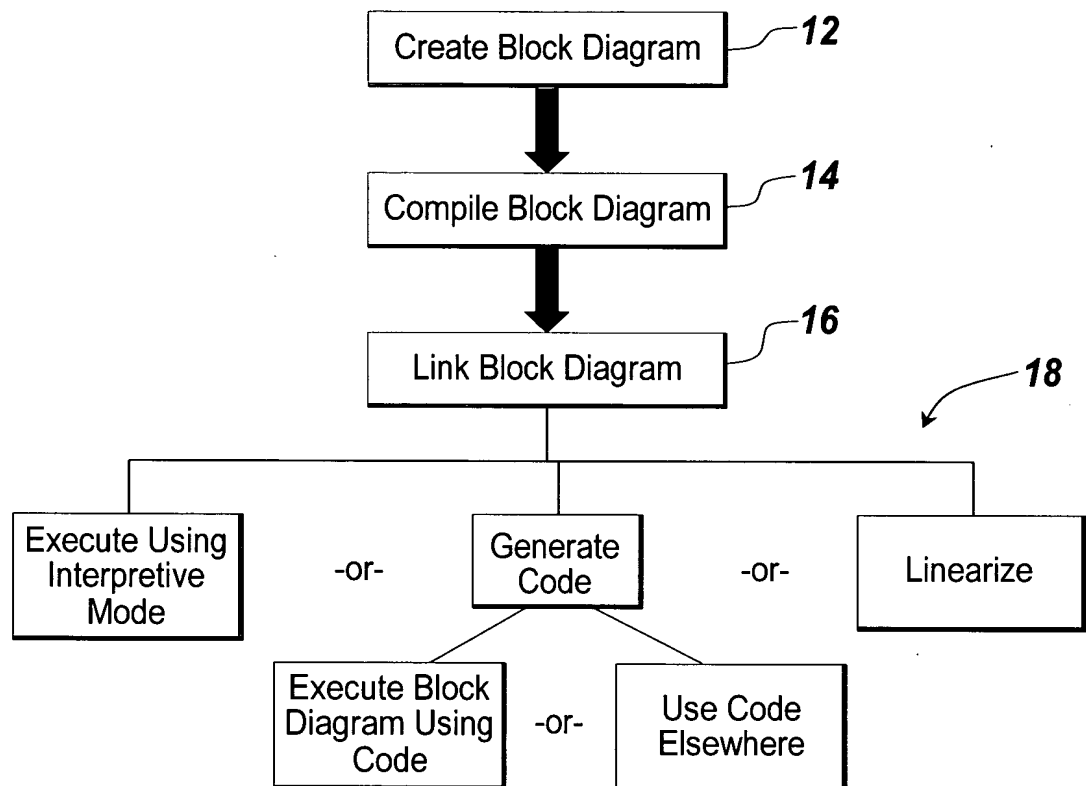 Create Block Diagram
12
Compile Block Diagram
14
Link Block Diagram
16
18
Execute Using
Interpretive
Mode
-or-
Generate
Code
-or-
Linearize
Execute Block
Diagram Using
Code
-or-
Use Code
Elsewhere